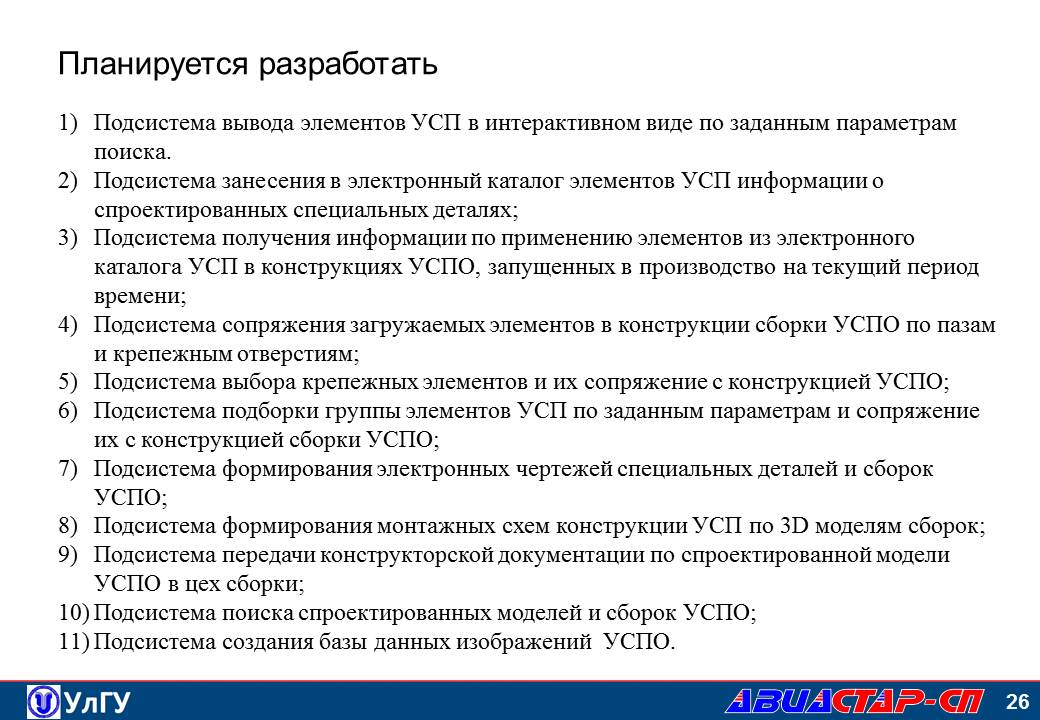 Планируется разработать
1) Подсистема вывода элементов УСП в интерактивном виде по заданным параметрам
поиска.
2) Подсистема занесения в электронный каталог элементов УСП информации о
спроектированных специальных деталях;
3) Подсистема получения информации по применению элементов из электронного
каталога УСП в конструкциях УСПО, запущенных в производство на текущий период
времени;
4) Подсистема сопряжения загружаемых элементов в конструкции сборки УСПО по пазам
и крепежным отверстиям;
5) Подсистема выбора крепежных элементов и их сопряжение с конструкцией УСПО;
6) Подсистема подборки группы элементов УСП по заданным параметрам и сопряжение
их с конструкцией сборки УСПО;
7) Подсистема формирования электронных чертежей специальных деталей и сборок
УСПО;
8) Подсистема формирования монтажных схем конструкции УСП по 3D моделям сборок;
9) Подсистема передачи конструкторской документации по спроектированной модели
УСПО в цех сборки;
10) Подсистема поиска спроектированных моделей и сборок УСПО;
11) Подсистема создания базы данных изображений  УСПО.
УлГУ АВИАСТАР-СП 26